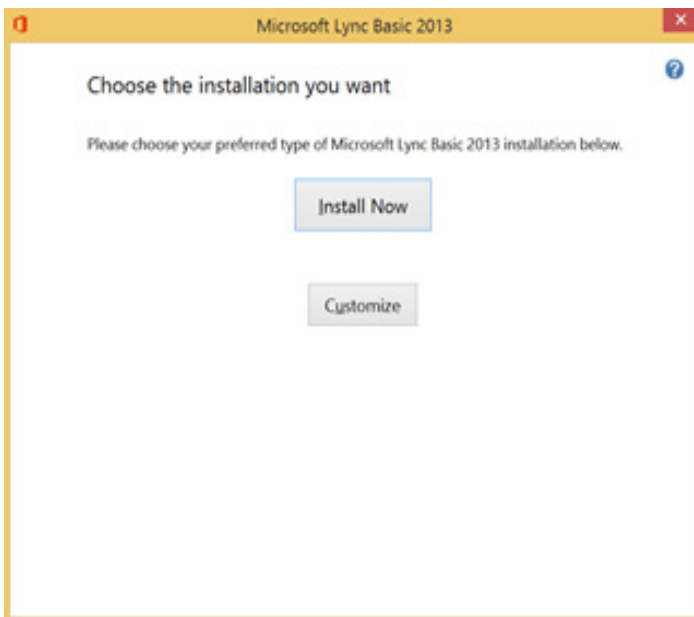 Microsoft Lync Basic 2013
Choose the installation you want
Please choose your preferred type of Microsoft Lync Basic 2013 installation below.
Install Now
Customize